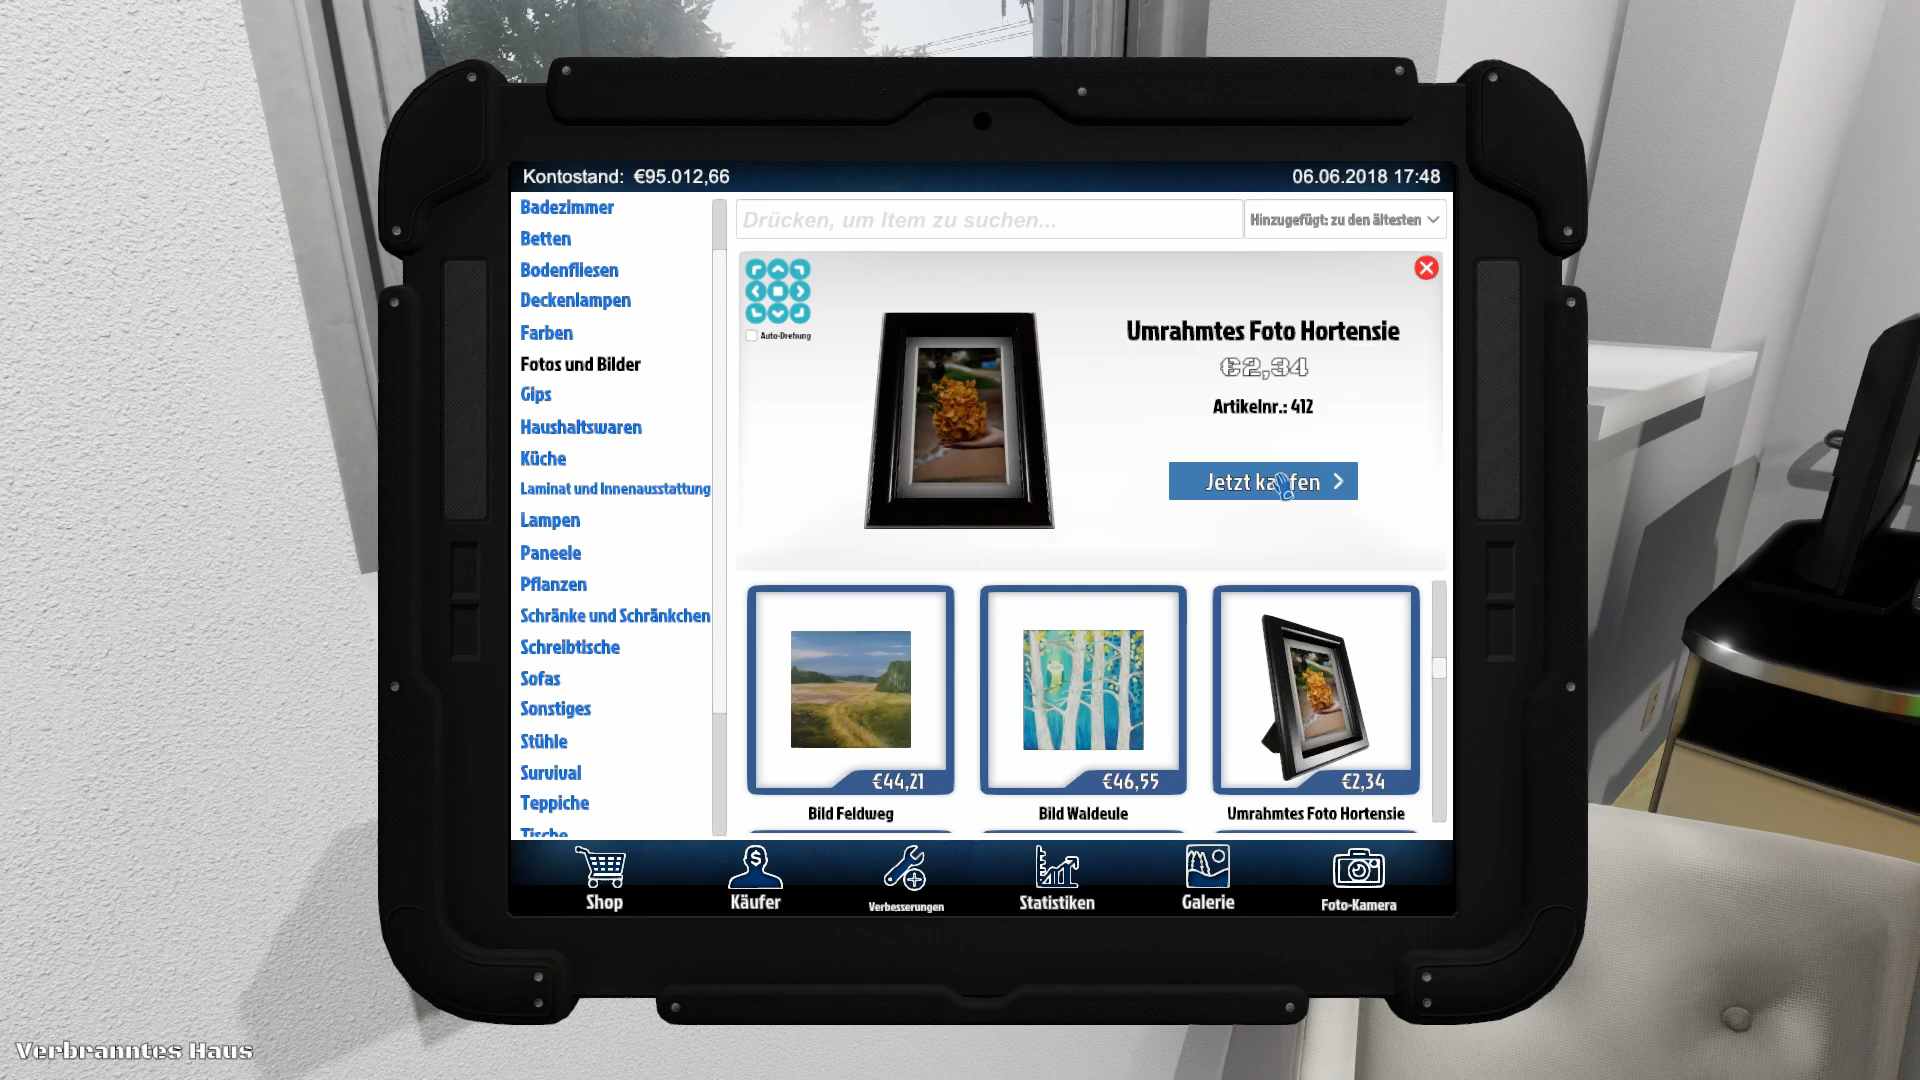 Kontostand: €95.012,66
06.06.2018 17:48
Badezimmer
Betten
Bodenfliesen
Deckenlampen
Farben
Fotos und Bilder
Gips
Haushaltswaren
Küche
Laminat und Innenausstattung
Lampen
Paneele
Pflanzen
Schränke und Schränkchen
Schreibtische
Sofas
Sonstiges
Stühle
Survival
Teppiche
Tische
Drücken, um Item zu suchen...
Hinzugefügt: zu den ältesten
Auto-Drehung
Umrahmtes Foto Hortensie
€2,34
Artikelnr.: 412
Jetzt kaufen
€44,21
Bild Feldweg
€46,55
Bild Waldeule
€2,34
Umrahmtes Foto Hortensie
Shop
Käufer
Verbesserungen
Statistiken
Galerie
Foto-Kamera
Verbranntes Haus